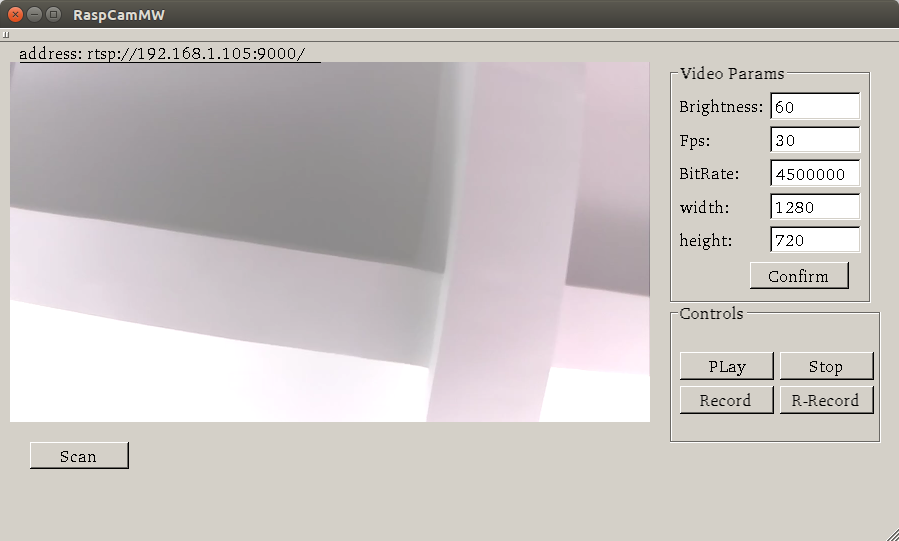 RaspCamMW
address: rtsp://192.168.1.105:9000/
Video Params
Brightness: 60
Fps: 30
BitRate: 4500000
width: 1280
height: 720
Confirm
Controls
PLay Stop
Record R-Record
Scan